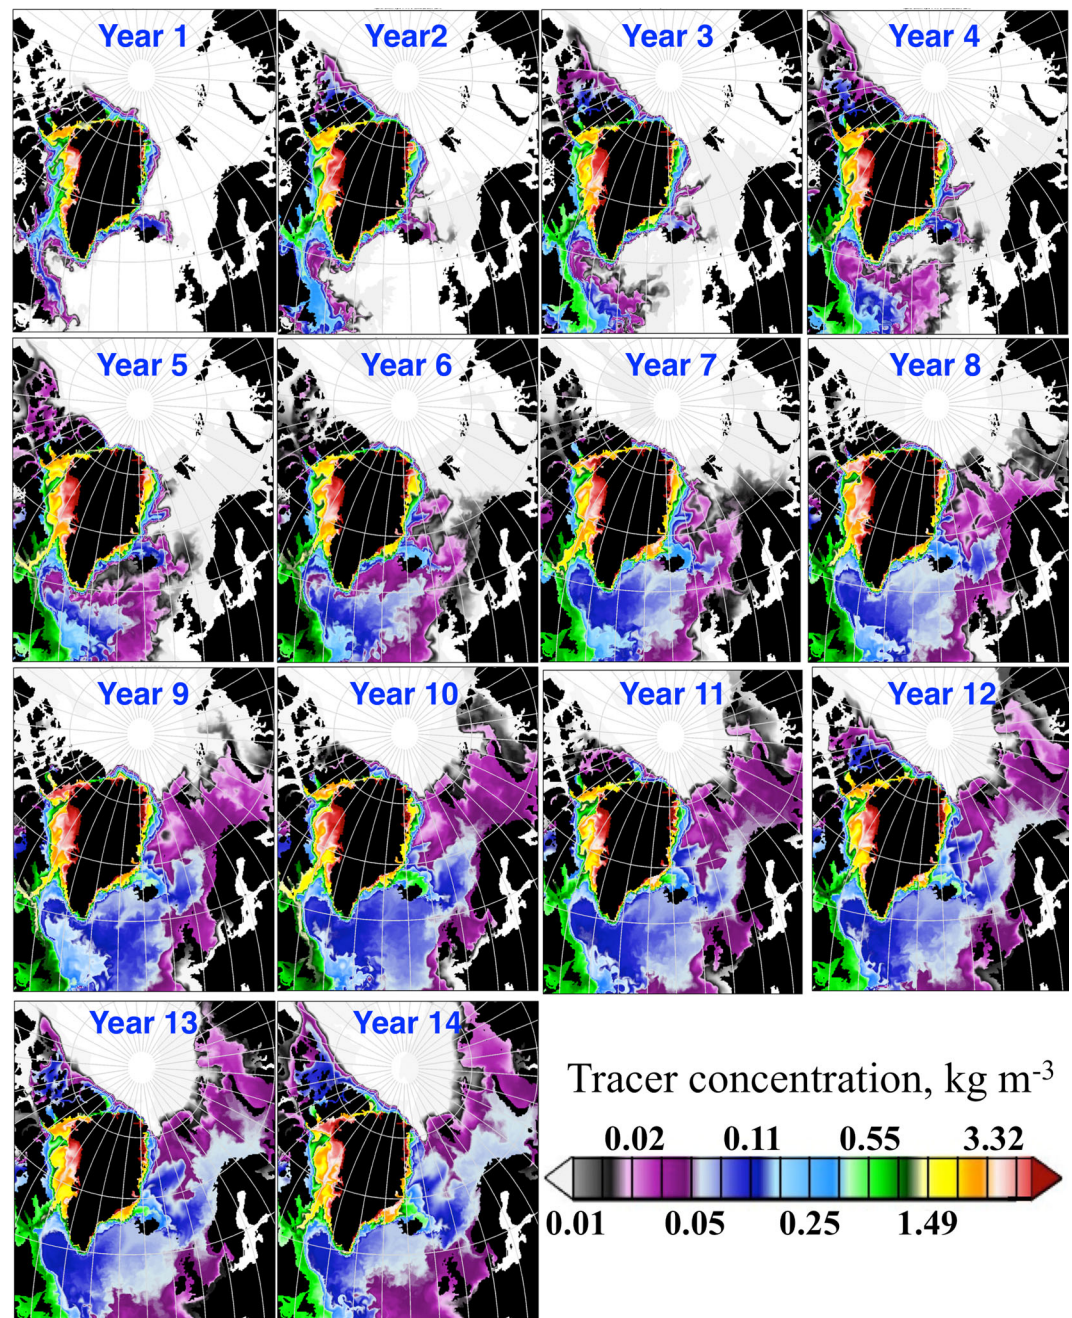 Year 1
Year2
Year 3
Year 4
Year 5
Year 6
Year 7
Year 8
Year 9
Year 10
Year 11
Year 12
Year 13
Year 14
Tracer concentration, kg m-3
0.02 0.11 0.55 3.32
0.01 0.05 0.25 1.49